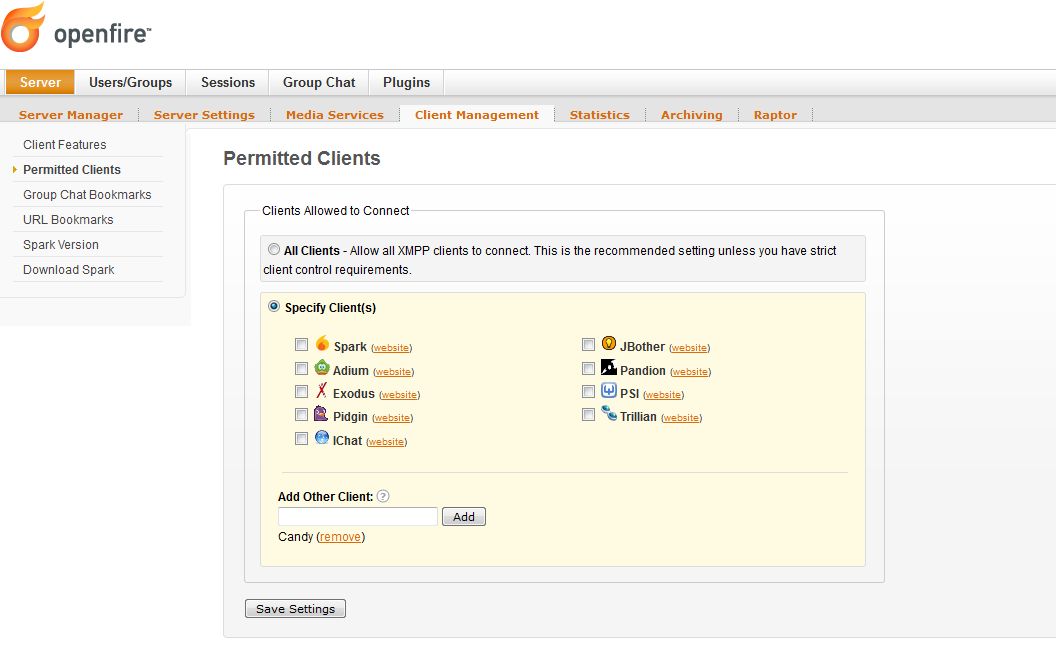 openfire™
Server Users/Groups Sessions Group Chat Plugins
Server Manager Server Settings Media Services Client Management Statistics Archiving Raptor
Client Features
Permitted Clients
Group Chat Bookmarks
URL Bookmarks
Spark Version
Download Spark
Permitted Clients
Clients Allowed to Connect
All Clients - Allow all XMPP clients to connect. This is the recommended setting unless you have strict
client control requirements.
Specify Client(s)
Spark (website) JBother (website)
Adium (website) Pandion (website)
Exodus (website) PSI (website)
Pidgin (website) Trillian (website)
IChat (website)
Add Other Client: ?
Add
Candy (remove)
Save Settings